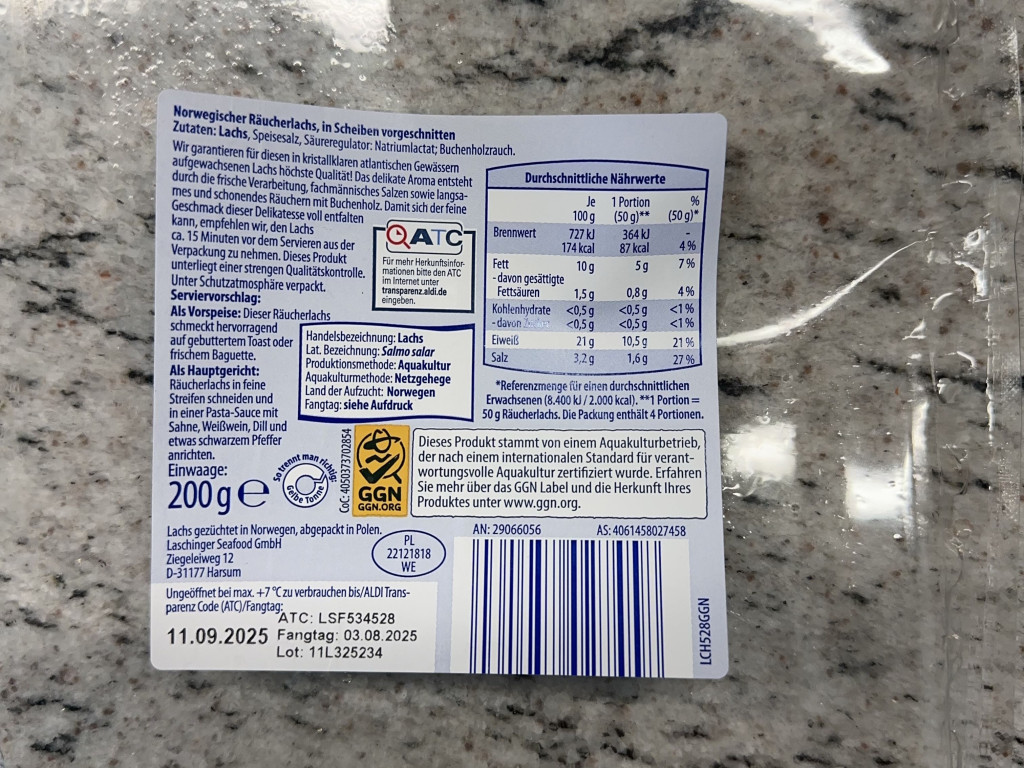 Norwegischer Räucherlachs, in Scheiben vorgeschnitten
Zutaten: Lachs, Speisesalz, Säureregulator: Natriumlactat; Buchenholzrauch.
Wir garantieren für diesen in kristallklaren atlantischen Gewässern
aufgewachsenen Lachs höchste Qualität! Das delikate Aroma entsteht
durch die frische Verarbeitung, fachmännisches Salzen sowie langsa-
mes und schonendes Räuchern mit Buchenholz. Damit sich der feine
Geschmack dieser Delikatesse voll entfalten
kann, empfehlen wir, den Lachs
ca. 15 Minuten vor dem Servieren aus der
Verpackung zu nehmen. Dieses Produkt
unterliegt einer strengen Qualitätskontrolle.
Unter Schutzatmosphäre verpackt.
Serviervorschlag:
Als Vorspeise: Dieser Räucherlachs
schmeckt hervorragend
auf gebuttertem Toast oder
frischem Baguette.
Als Hauptgericht:
Räucherlachs in feine
Streifen schneiden und
in einer Pasta-Sauce mit
Sahne, Weißwein, Dill und
etwas schwarzem Pfeffer
anrichten.
Einwaage:
200 g e
So trennt man richtig:
Gelbe Tonne
ATC
Für mehr Herkunftsinfor-
mationen bitte den ATC
im Internet unter
transparenz.aldi.de
eingeben.
Handelsbezeichnung: Lachs
Lat. Bezeichnung: Salmo salar
Produktionsmethode: Aquakultur
Aquakulturmethode: Netzgehege
Land der Aufzucht: Norwegen
Fangtag: siehe Aufdruck
Durchschnittliche Nährwerte
Je 1 Portion %
100 g (50 g)** (50 g)*
Brennwert 727 kJ 364 kJ -
174 kcal 87 kcal 4 %
Fett 10 g 5 g 7 %
- davon gesättigte
Fettsäuren 1,5 g 0,8 g 4 %
Kohlenhydrate <0,5 g <0,5 g <1 %
- davon Zucker <0,5 g <0,5 g <1 %
Eiweiß 21 g 10,5 g 21 %
Salz 3,2 g 1,6 g 27 %
*Referenzmenge für einen durchschnittlichen
Erwachsenen (8.400 kJ / 2.000 kcal). **1 Portion =
50 g Räucherlachs. Die Packung enthält 4 Portionen.
CoC: 4050373702854
GGN
GGN.ORG
Dieses Produkt stammt von einem Aquakulturbetrieb,
der nach einem internationalen Standard für verant-
wortungsvolle Aquakultur zertifiziert wurde. Erfahren
Sie mehr über das GGN Label und die Herkunft Ihres
Produktes unter www.ggn.org.
Lachs gezüchtet in Norwegen, abgepackt in Polen.
Laschinger Seafood GmbH
Ziegeleiweg 12
D-31177 Harsum
PL
22121818
WE
AN: 29066056 AS: 4061458027458
Ungeöffnet bei max. +7 °C zu verbrauchen bis/ALDI Trans-
parenz Code (ATC)/Fangtag:
ATC: LSF534528
11.09.2025 Fangtag: 03.08.2025
Lot: 11L325234
LCH528GGN